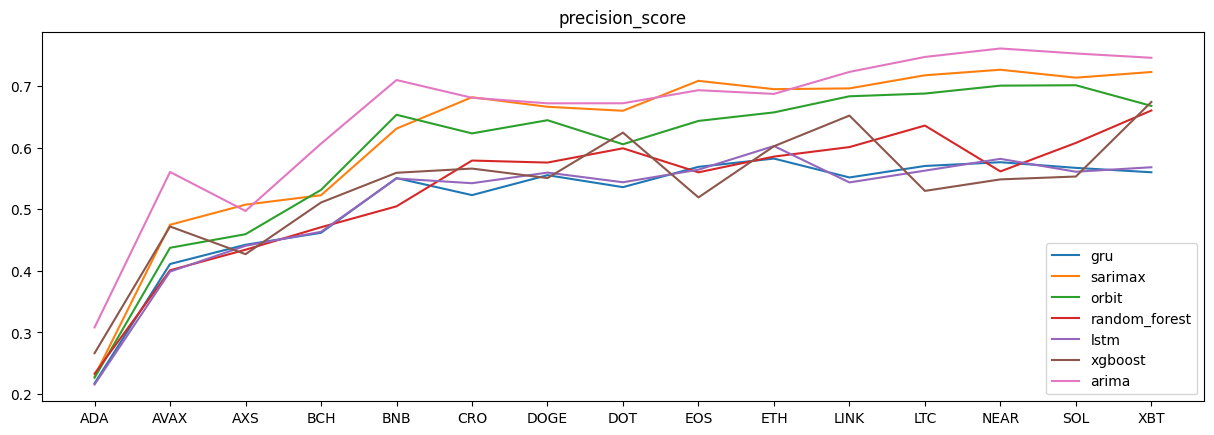 precision_score
0.7
0.6
0.5
0.4
0.3
0.2
gru
sarimax
orbit
random_forest
lstm
xgboost
arima
ADA AVAX AXS BCH BNB CRO DOGE DOT EOS ETH LINK LTC NEAR SOL XBT